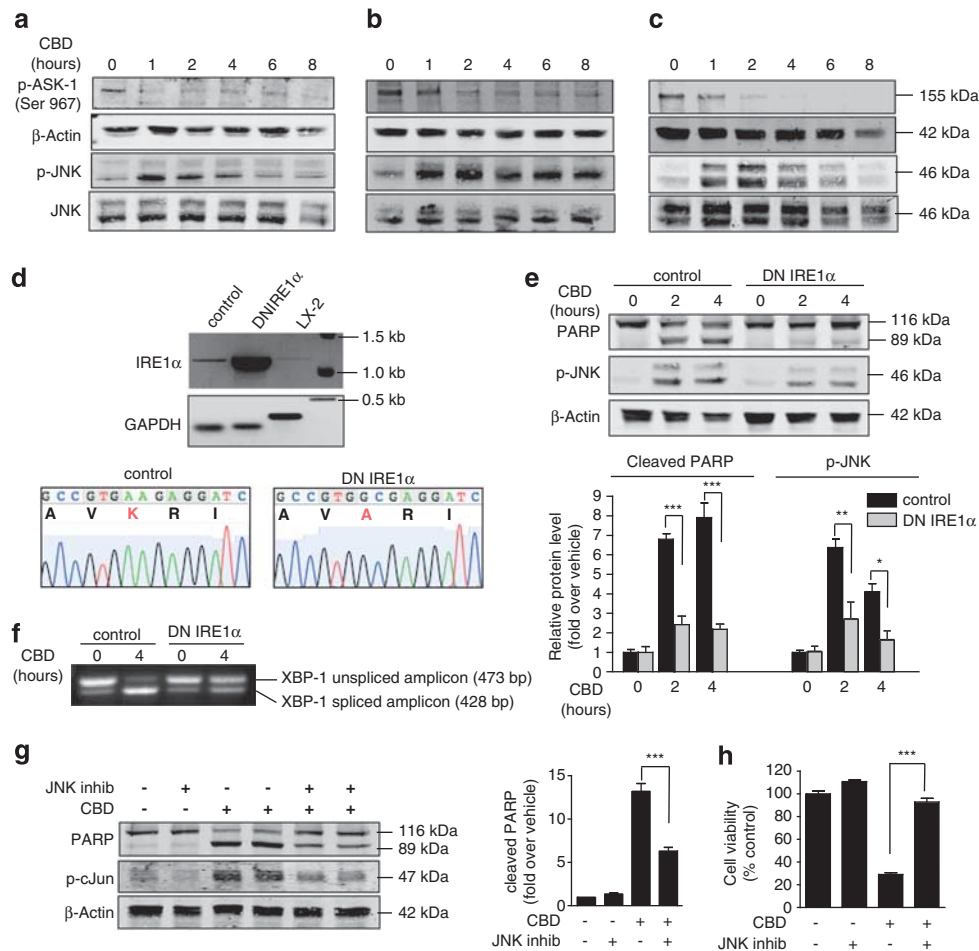 a
b
c
CBD
(hours)
0 1 2 4 6 8
0 1 2 4 6 8
0 1 2 4 6 8
p-ASK-1
(Ser 967)
155 kDa
β-Actin
42 kDa
p-JNK
46 kDa
JNK
46 kDa
d
control
DNIRE1α
LX-2
IRE1α
1.5 kb
1.0 kb
0.5 kb
GAPDH
control
GCCGTGAAGAGGATC
A V K R I
DN IRE1α
GCCGTGGCGAGGATC
A V A R I
e
control DN IRE1α
CBD
(hours)
0 2 4 0 2 4
PARP
116 kDa
89 kDa
p-JNK
46 kDa
β-Actin
42 kDa
Cleaved PARP
p-JNK
control
DN IRE1α
Relative protein level
(fold over vehicle)
9
8
7
6
5
4
3
2
1
0
*** *** ** *
CBD
(hours)
0 2 4 0 2 4
f
control DN IRE1α
CBD
(hours)
0 4 0 4
XBP-1 unspliced amplicon (473 bp)
XBP-1 spliced amplicon (428 bp)
g
JNK inhib - + - - + +
CBD - - + + + +
PARP
116 kDa
89 kDa
p-cJun
47 kDa
β-Actin
42 kDa
cleaved PARP
(fold over vehicle)
15
10
5
0
***
CBD - - + +
JNK inhib - + - +
h
Cell viability
(% control)
120
100
80
60
40
20
0
***
CBD - - + +
JNK inhib - + - +